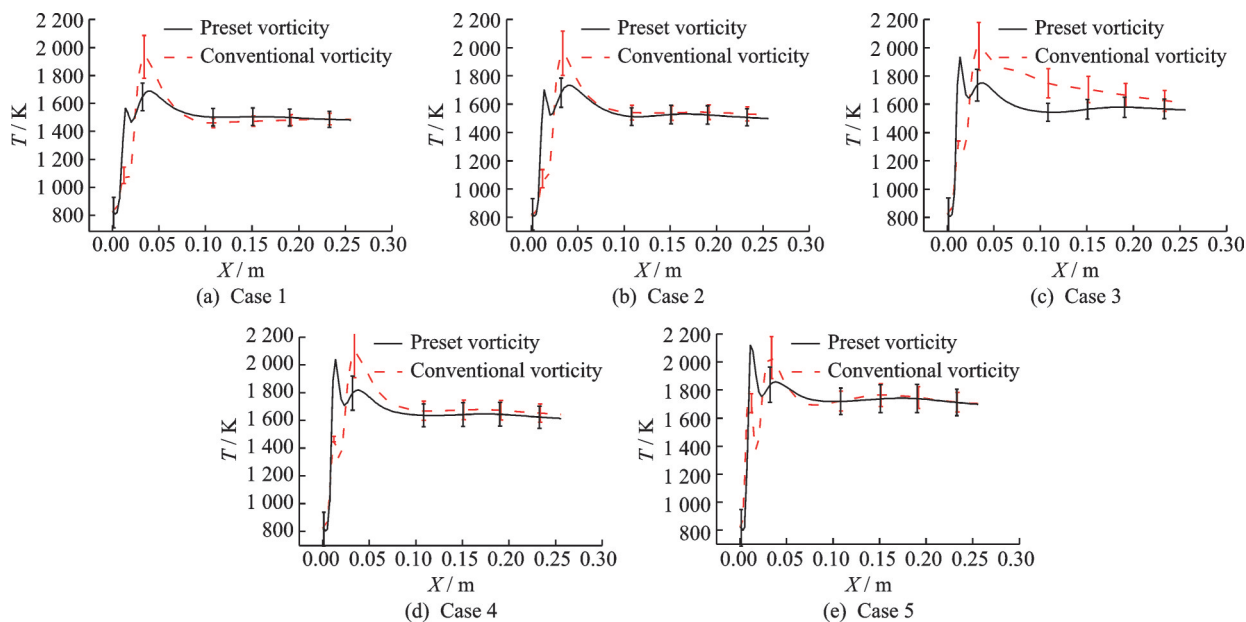 2 200
2 000
1 800
1 600
1 400
1 200
1 000
800
T / K
Preset vorticity
Conventional vorticity
0.00 0.05 0.10 0.15 0.20 0.25 0.30
X / m
(a) Case 1
2 200
2 000
1 800
1 600
1 400
1 200
1 000
800
T / K
Preset vorticity
Conventional vorticity
0.00 0.05 0.10 0.15 0.20 0.25 0.30
X / m
(b) Case 2
2 200
2 000
1 800
1 600
1 400
1 200
1 000
800
T / K
Preset vorticity
Conventional vorticity
0.00 0.05 0.10 0.15 0.20 0.25 0.30
X / m
(c) Case 3
2 200
2 000
1 800
1 600
1 400
1 200
1 000
800
T / K
Preset vorticity
Conventional vorticity
0.00 0.05 0.10 0.15 0.20 0.25 0.30
X / m
(d) Case 4
2 200
2 000
1 800
1 600
1 400
1 200
1 000
800
T / K
Preset vorticity
Conventional vorticity
0.00 0.05 0.10 0.15 0.20 0.25 0.30
X / m
(e) Case 5